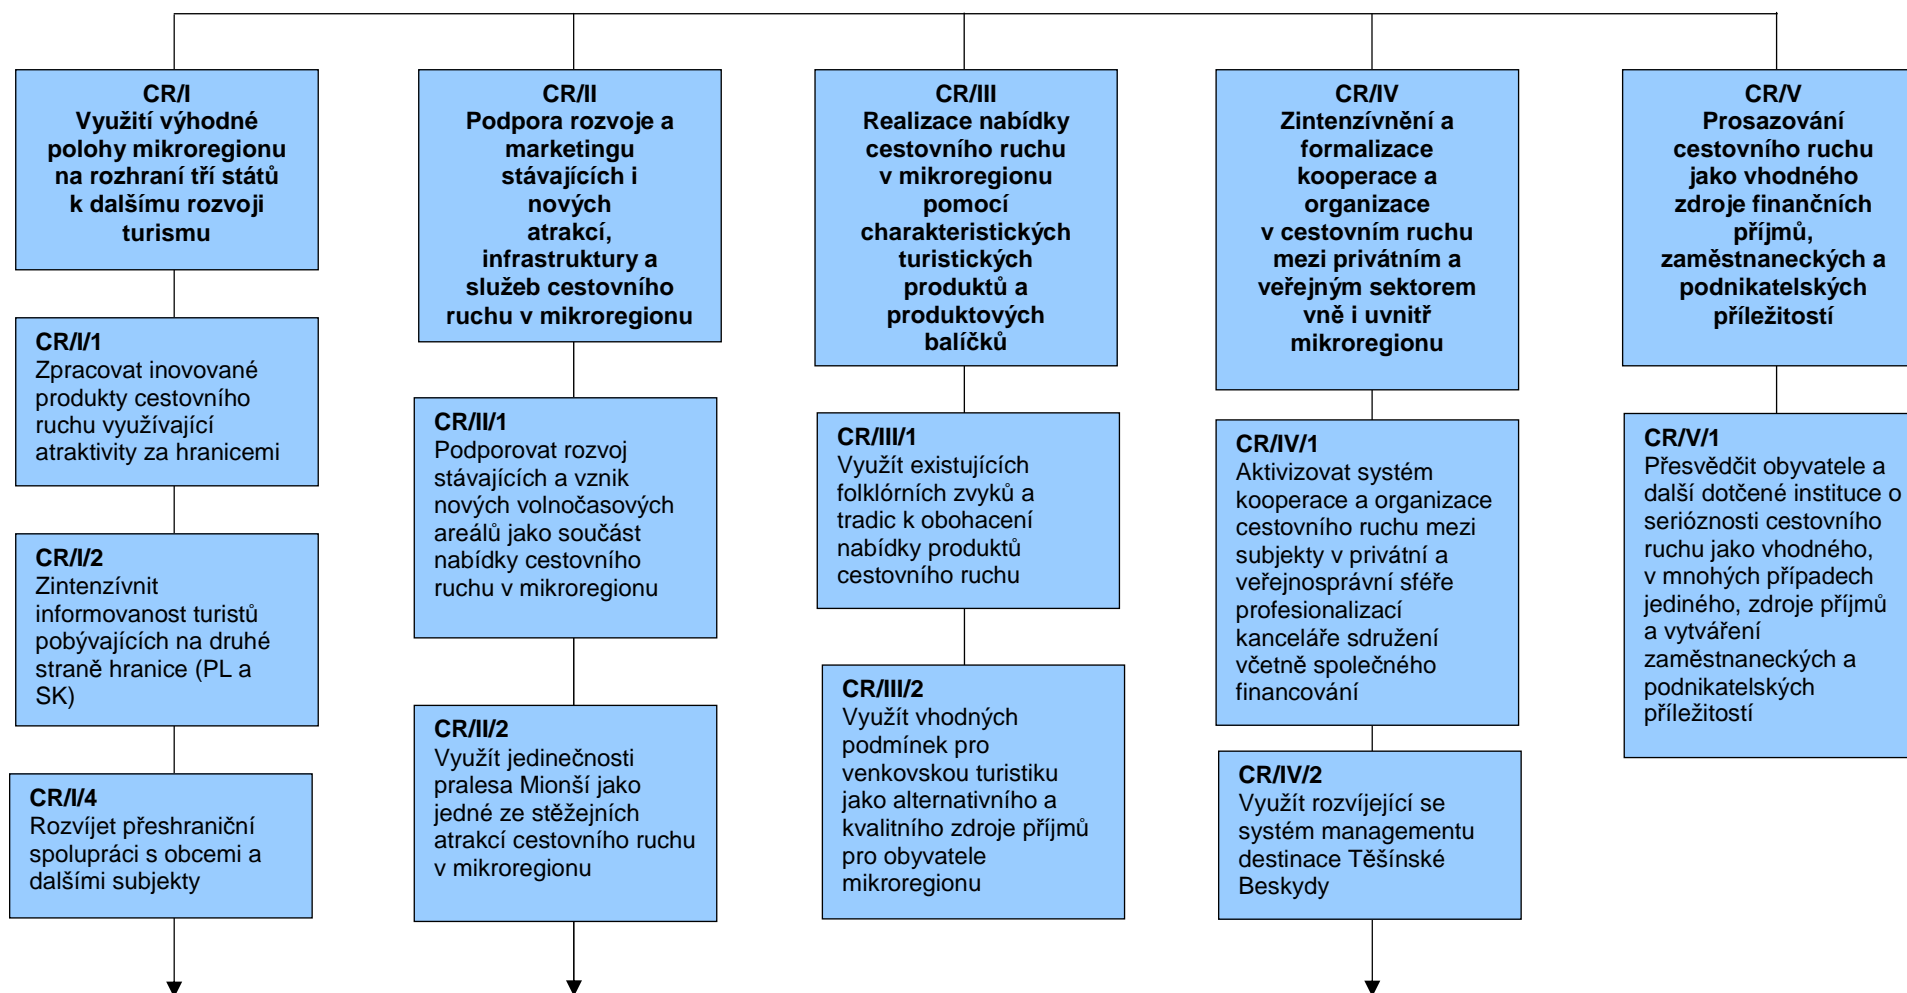 CR/I
Využití výhodné
polohy mikroregionu
na rozhraní tří států
k dalšímu rozvoji
turismu
CR/I/1
Zpracovat inovované
produkty cestovního
ruchu využívající
atraktivity za hranicemi
CR/I/2
Zintenzívnit
informovanost turistů
pobývajících na druhé
straně hranice (PL a
SK)
CR/I/4
Rozvíjet přeshraniční
spolupráci s obcemi a
dalšími subjekty
CR/II
Podpora rozvoje a
marketingu
stávajících i
nových
atrakcí,
infrastruktury a
služeb cestovního
ruchu v mikroregionu
CR/II/1
Podporovat rozvoj
stávajících a vznik
nových volnočasových
areálů jako součást
nabídky cestovního
ruchu v mikroregionu
CR/II/2
Využít jedinečnosti
pralesa Mionší jako
jedné ze stěžejních
atrakcí cestovního ruchu
v mikroregionu
CR/III
Realizace nabídky
cestovního ruchu
v mikroregionu
pomocí
charakteristických
turistických
produktů a
produktových
balíčků
CR/III/1
Využít existujících
folklórních zvyků a
tradic k obohacení
nabídky produktů
cestovního ruchu
CR/III/2
Využít vhodných
podmínek pro
venkovskou turistiku
jako alternativního a
kvalitního zdroje příjmů
pro obyvatele
mikroregionu
CR/IV
Zintenzívnění a
formalizace
kooperace a
organizace
v cestovním ruchu
mezi privátním a
veřejným sektorem
vně i uvnitř
mikroregionu
CR/IV/1
Aktivizovat systém
kooperace a organizace
cestovního ruchu mezi
subjekty v privátní a
veřejnosprávní sféře
profesionalizací
kanceláře sdružení
včetně společného
financování
CR/IV/2
Využít rozvíjející se
systém managementu
destinace Těšínské
Beskydy
CR/V
Prosazování
cestovního ruchu
jako vhodného
zdroje finančních
příjmů,
zaměstnaneckých a
podnikatelských
příležitostí
CR/V/1
Přesvědčit obyvatele a
další dotčené instituce o
serióznosti cestovního
ruchu jako vhodného,
v mnohých případech
jediného, zdroje příjmů
a vytváření
zaměstnaneckých a
podnikatelských
příležitostí